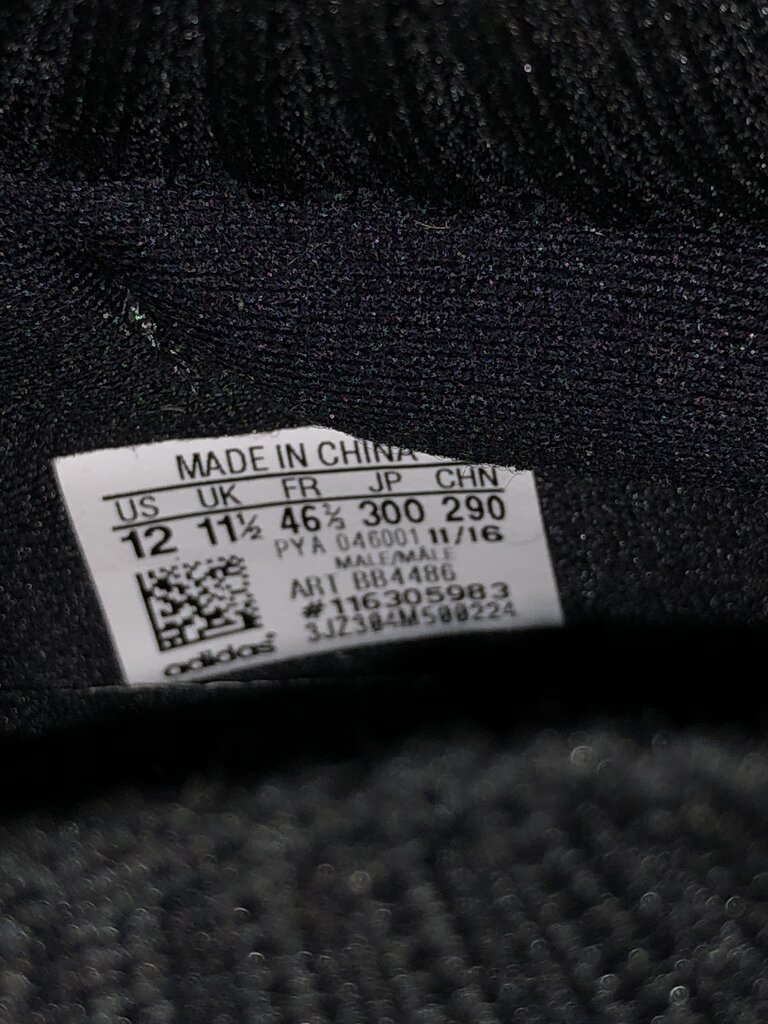 MADE IN CHINA
US UK FR JP CHN
12 11½ 46⅔ 300 290
PYA 046001 11/16
MALE/MALE
ART BB4486
#116305983
3JZ304M500224
adidas